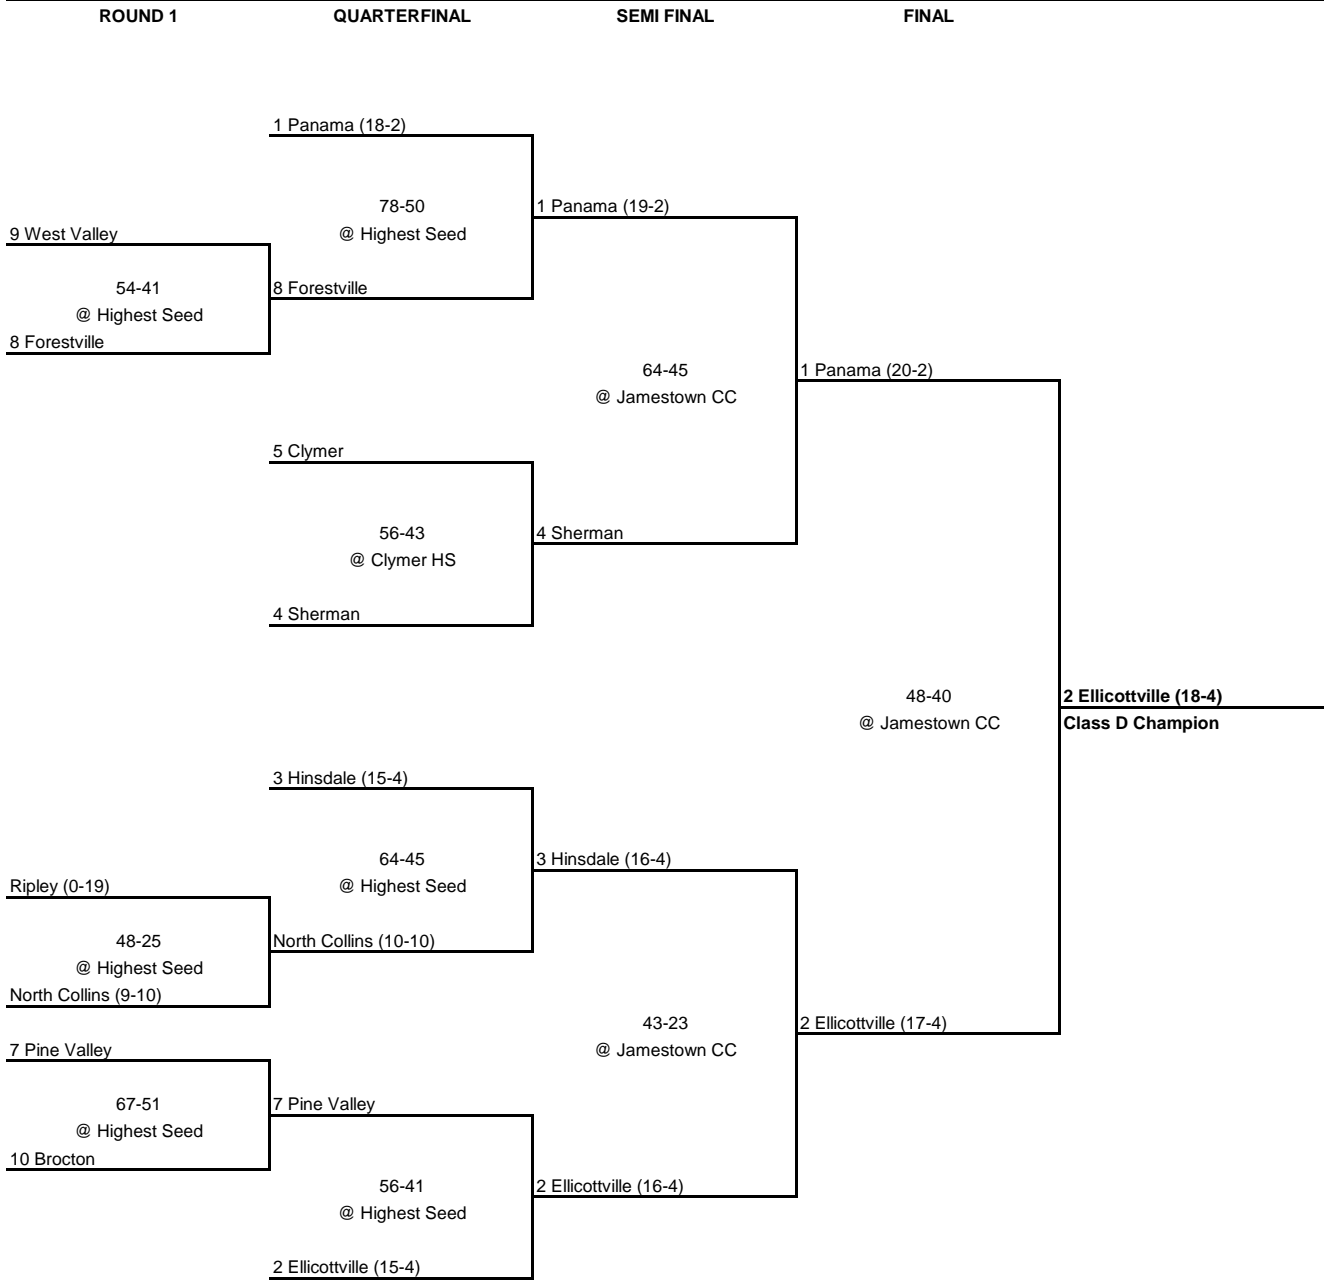 ROUND 1 QUARTERFINAL SEMI FINAL FINAL
1 Panama (18-2)
78-50 1 Panama (19-2)
9 West Valley @ Highest Seed
54-41 8 Forestville
@ Highest Seed
8 Forestville
64-45 1 Panama (20-2)
@ Jamestown CC
5 Clymer
56-43 4 Sherman
@ Clymer HS
4 Sherman
48-40 2 Ellicottville (18-4)
@ Jamestown CC Class D Champion
3 Hinsdale (15-4)
64-45 3 Hinsdale (16-4)
Ripley (0-19) @ Highest Seed
48-25 North Collins (10-10)
@ Highest Seed
North Collins (9-10)
43-23 2 Ellicottville (17-4)
7 Pine Valley @ Jamestown CC
67-51 7 Pine Valley
@ Highest Seed
10 Brocton
56-41 2 Ellicottville (16-4)
@ Highest Seed
2 Ellicottville (15-4)